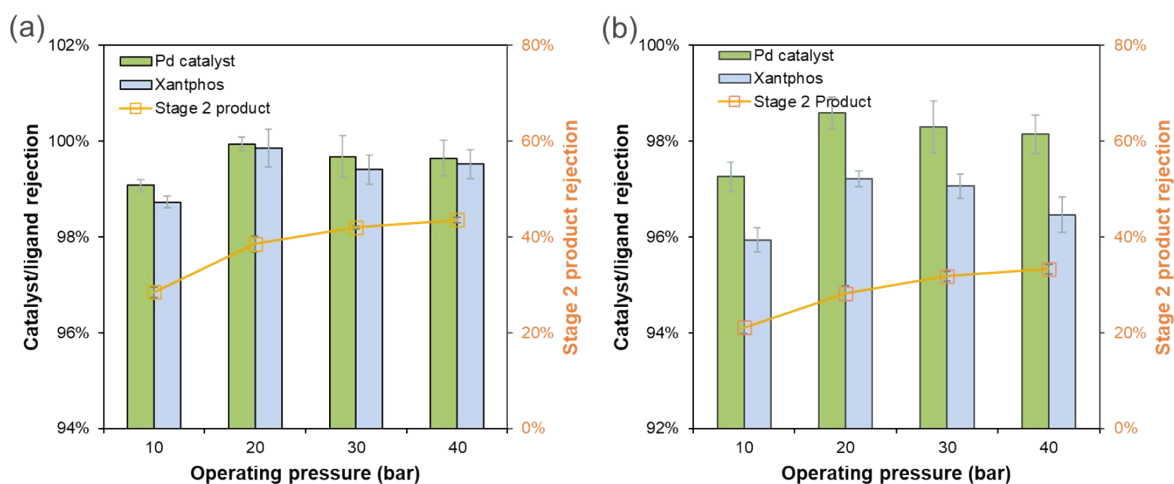 (a)
102%
100%
98%
96%
94%
Catalyst/ligand rejection
Pd catalyst
Xantphos
Stage 2 product
80%
60%
40%
20%
0%
Stage 2 product rejection
10 20 30 40
Operating pressure (bar)
(b)
100%
98%
96%
94%
92%
Catalyst/ligand rejection
Pd catalyst
Xantphos
Stage 2 Product
80%
60%
40%
20%
0%
Stage 2 product rejection
10 20 30 40
Operating pressure (bar)